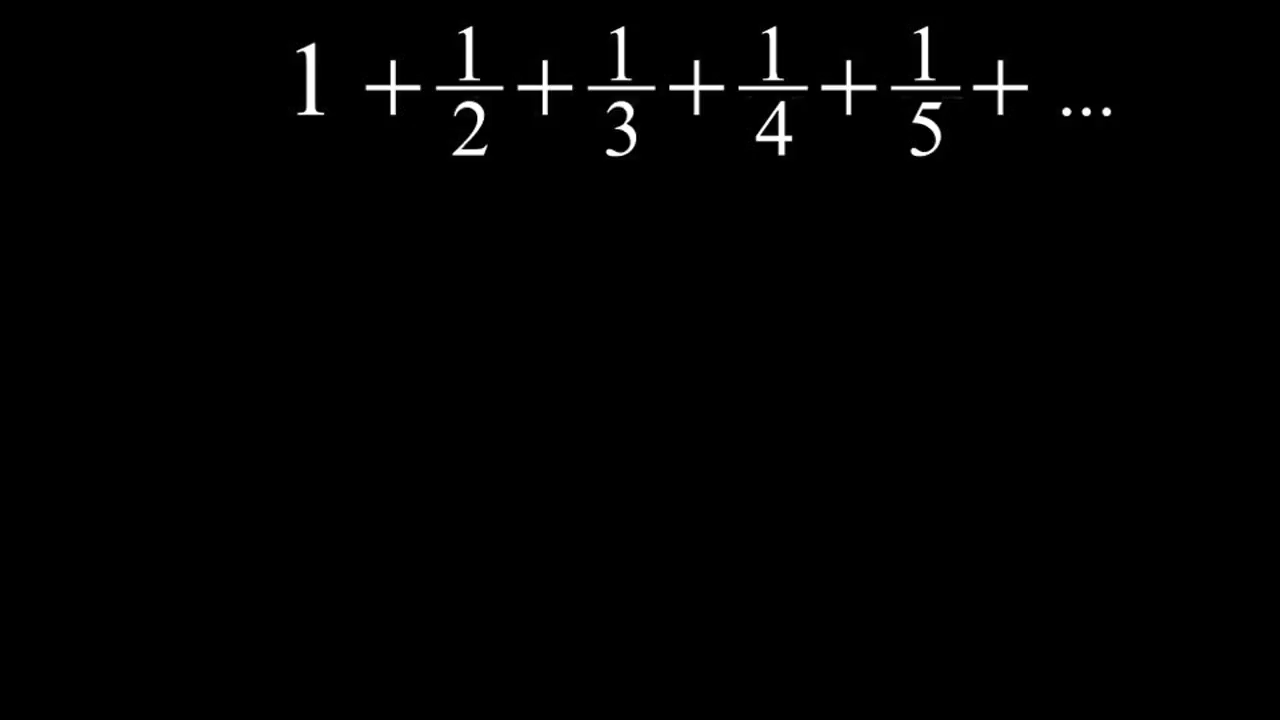 1 + 1/2 + 1/3 + 1/4 + 1/5 + ...